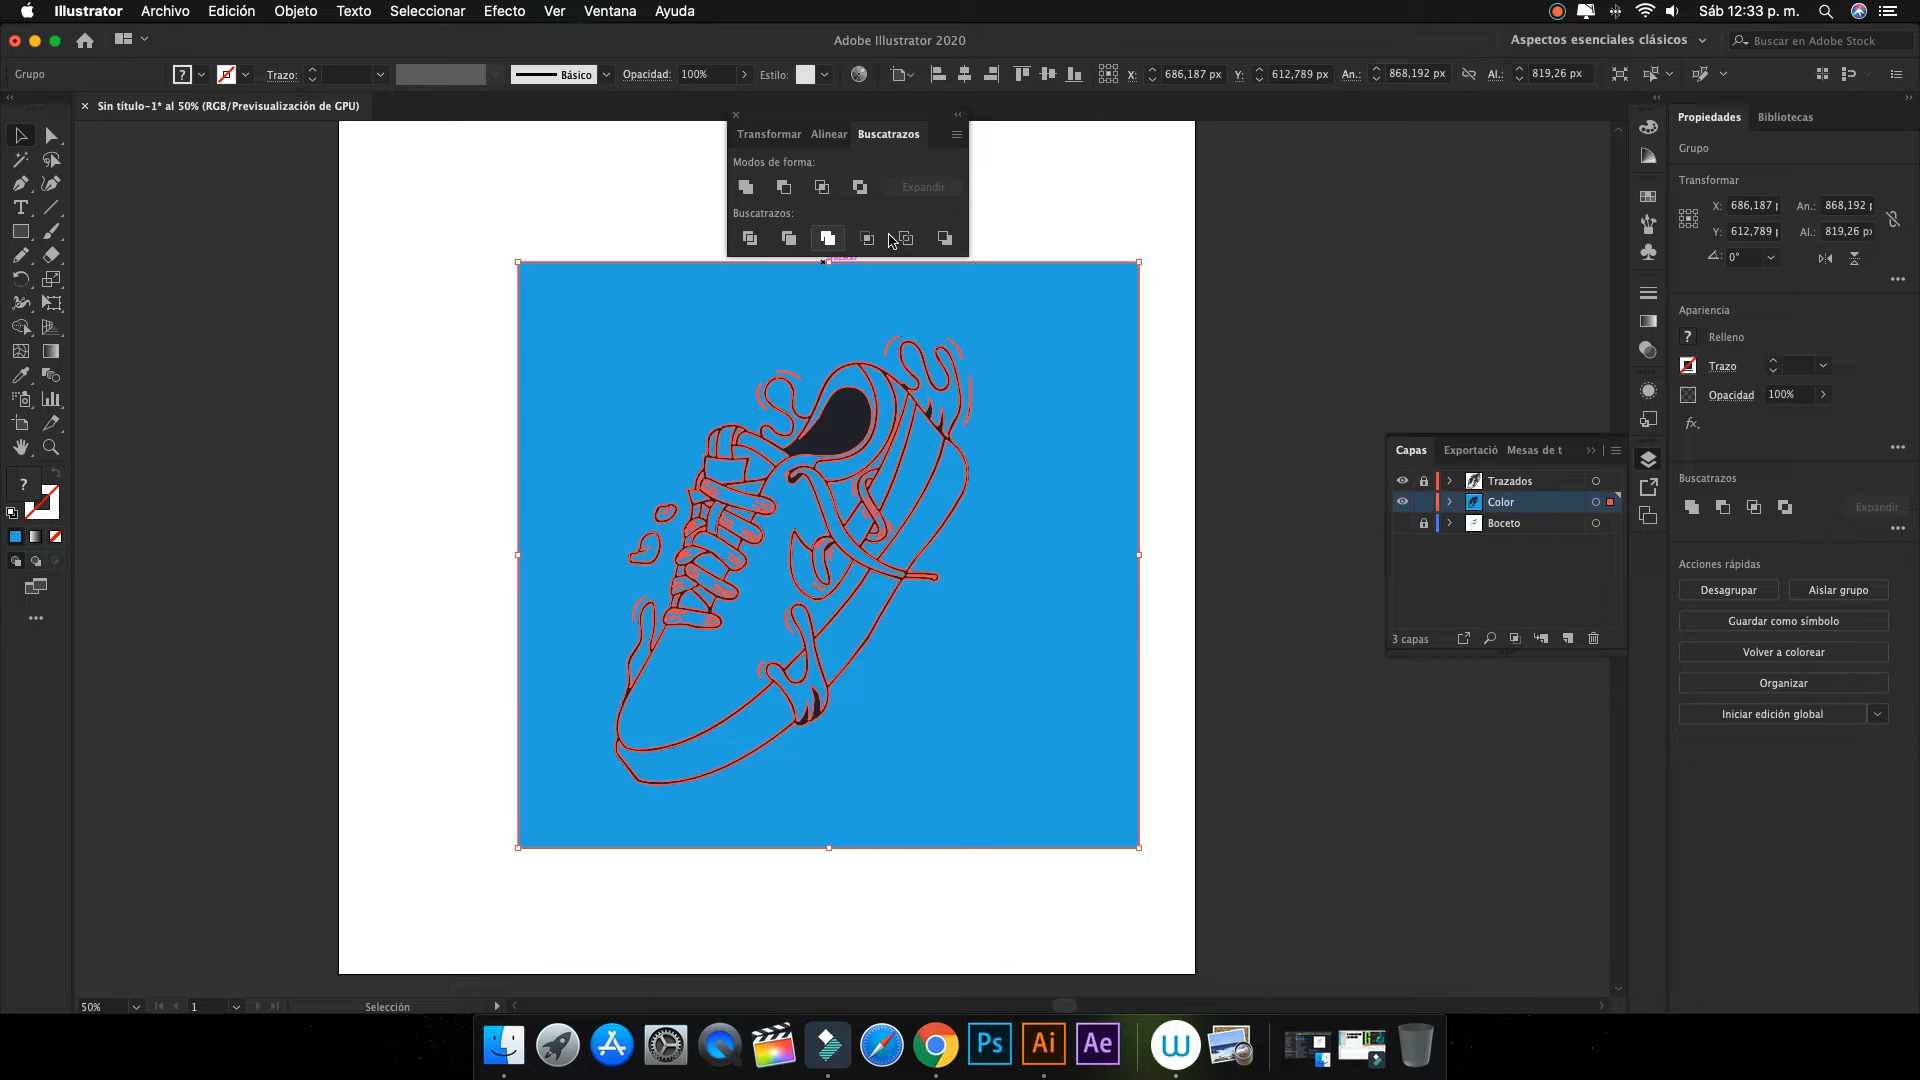 Illustrator Archivo Edición Objeto Texto Seleccionar Efecto Ver Ventana Ayuda Sáb 12:33 p. m.
Adobe Illustrator 2020 Aspectos esenciales clásicos Buscar en Adobe Stock
Grupo ? Trazo: Básico Opacidad: 100% Estilo: X: 686,187 px Y: 612,789 px An.: 868,192 px Al.: 819,26 px
× Sin título-1* al 50% (RGB/Previsualización de GPU)
Transformar Alinear Buscatrazos
Modos de forma:
Expandir
Buscatrazos:
Propiedades Bibliotecas
Grupo
Transformar
X: 686,187 An.: 868,192
Y: 612,789 Al.: 819,26 px
0°
Apariencia
? Relleno
Trazo
Opacidad 100%
fx.
Buscatrazos
Expandir
Acciones rápidas
Desagrupar Aislar grupo
Guardar como símbolo
Volver a colorear
Organizar
Iniciar edición global
Capas Exportació Mesas de t
Trazados
Color
Boceto
3 capas
?
50% 1 Selección
Ps Ai Ae